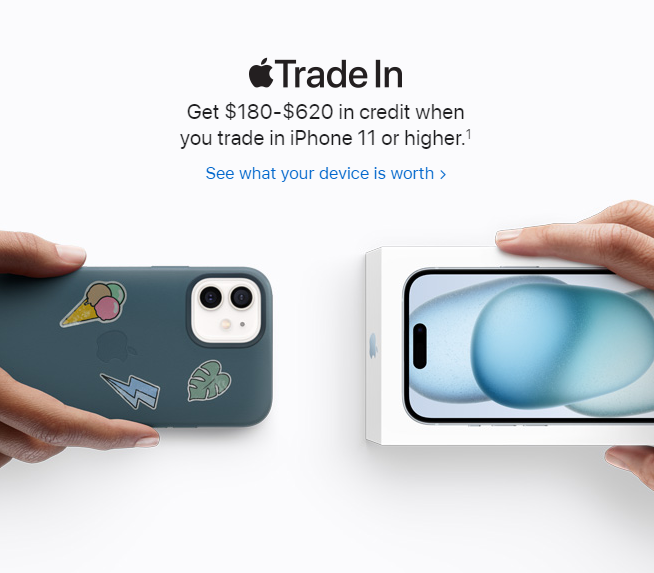 Trade In
Get $180-$620 in credit when
you trade in iPhone 11 or higher.1
See what your device is worth >